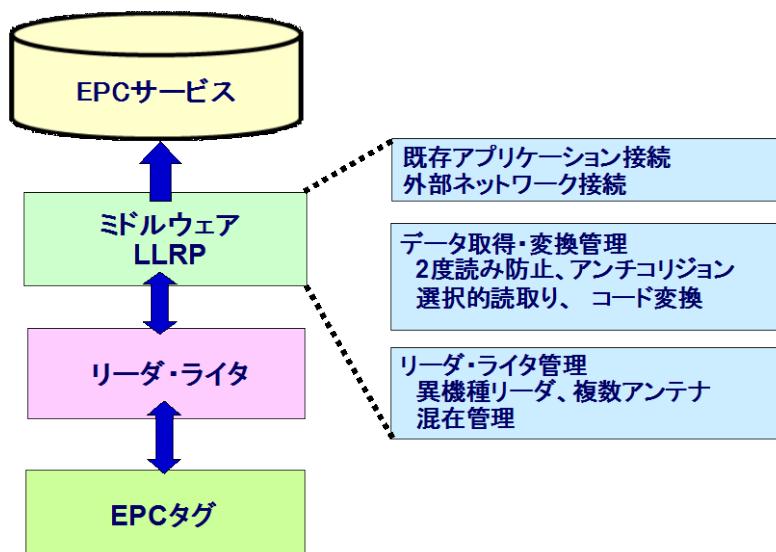 EPCサービス
ミドルウェア
LLRP
リーダ・ライタ
EPCタグ
既存アプリケーション接続
外部ネットワーク接続
データ取得・変換管理
2度読み防止、アンチコリジョン
選択的読取り、 コード変換
リーダ・ライタ管理
異機種リーダ、複数アンテナ
混在管理